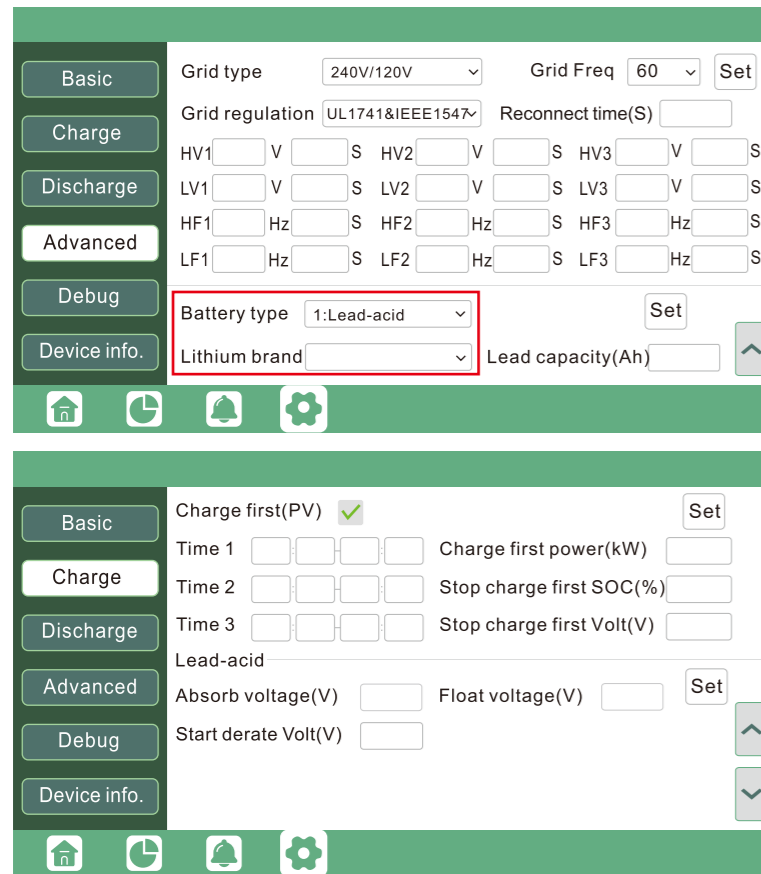 Basic
Charge
Discharge
Advanced
Debug
Device info.
Grid type 240V/120V Grid Freq 60 Set
Grid regulation UL1741&IEEE1547 Reconnect time(S)
HV1 V S HV2 V S HV3 V S
LV1 V S LV2 V S LV3 V S
HF1 Hz S HF2 Hz S HF3 Hz S
LF1 Hz S LF2 Hz S LF3 Hz S
Battery type 1:Lead-acid Set
Lithium brand Lead capacity(Ah)
Basic
Charge
Discharge
Advanced
Debug
Device info.
Charge first(PV) Set
Time 1 : - : Charge first power(kW)
Time 2 : - : Stop charge first SOC(%)
Time 3 : - : Stop charge first Volt(V)
Lead-acid
Absorb voltage(V) Float voltage(V) Set
Start derate Volt(V)